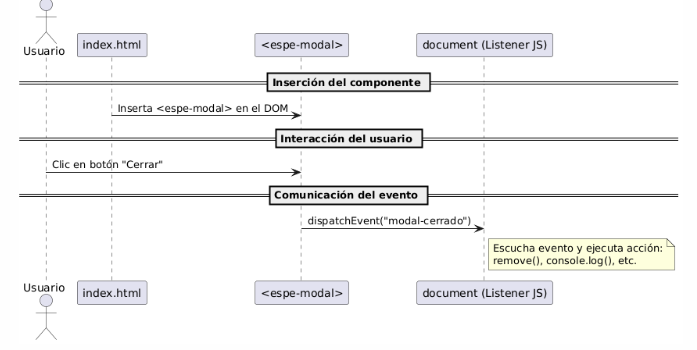 Usuario
index.html
<espe-modal>
document (Listener JS)
Inserción del componente
Inserta <espe-modal> en el DOM
Interacción del usuario
Clic en botón "Cerrar"
Comunicación del evento
dispatchEvent("modal-cerrado")
Escucha evento y ejecuta acción:
remove(), console.log(), etc.
Usuario
index.html
<espe-modal>
document (Listener JS)